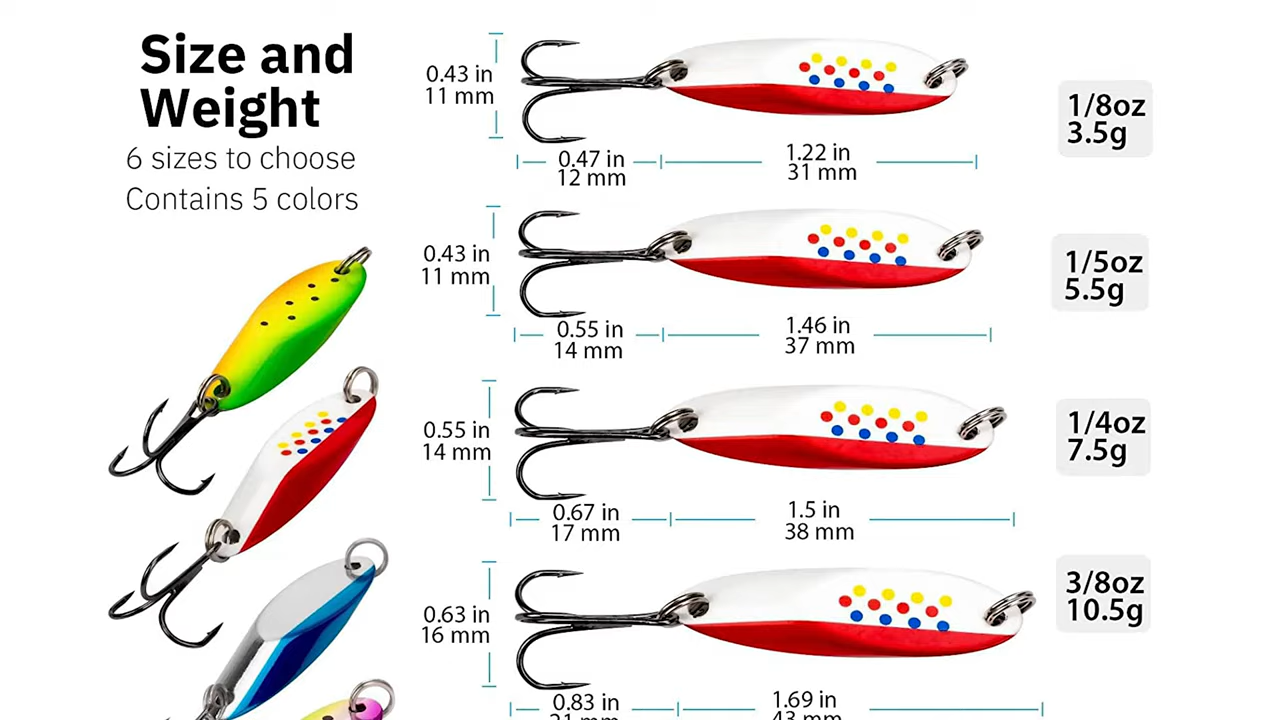 Size and
Weight
6 sizes to choose
Contains 5 colors
0.43 in
11 mm
0.47 in
12 mm
1.22 in
31 mm
1/8oz
3.5g
0.43 in
11 mm
0.55 in
14 mm
1.46 in
37 mm
1/5oz
5.5g
0.55 in
14 mm
0.67 in
17 mm
1.5 in
38 mm
1/4oz
7.5g
0.63 in
16 mm
0.83 in
21 mm
1.69 in
43 mm
3/8oz
10.5g